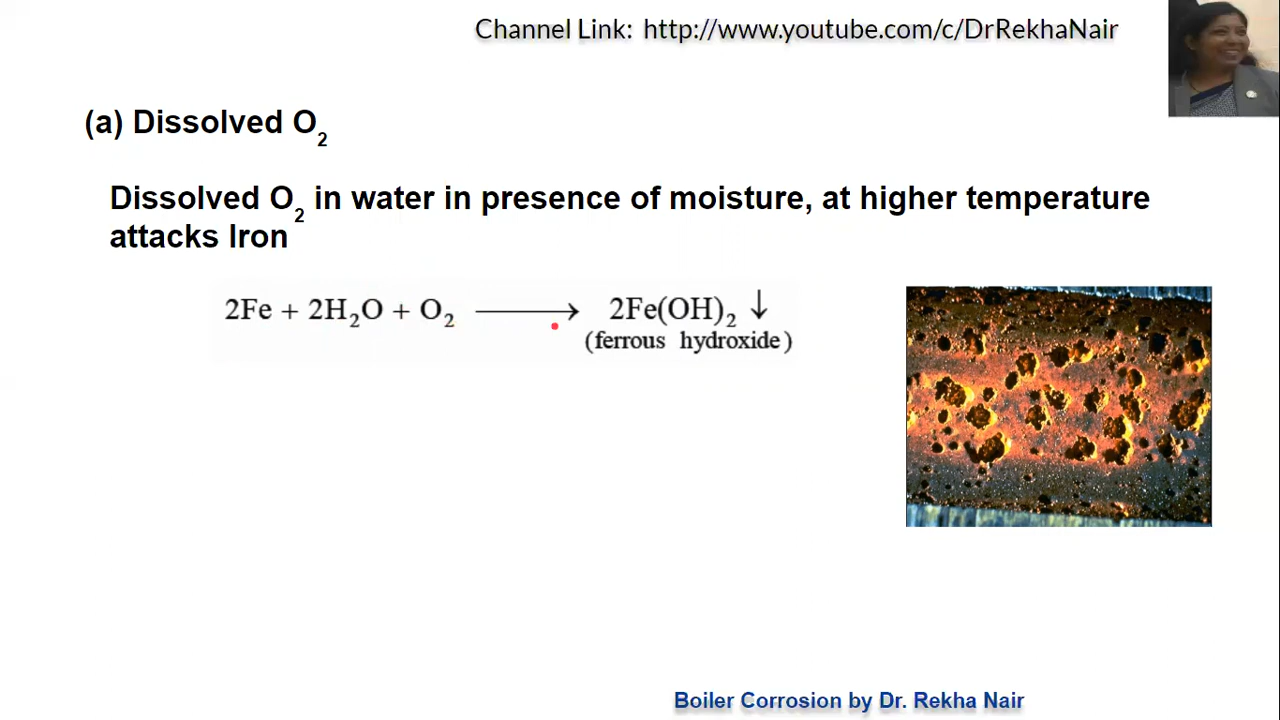 Channel Link: http://www.youtube.com/c/DrRekhaNair
(a) Dissolved O₂
Dissolved O₂ in water in presence of moisture, at higher temperature
attacks Iron
2Fe + 2H₂O + O₂ ⟶ 2Fe(OH)₂ ↓
(ferrous hydroxide)
Boiler Corrosion by Dr. Rekha Nair